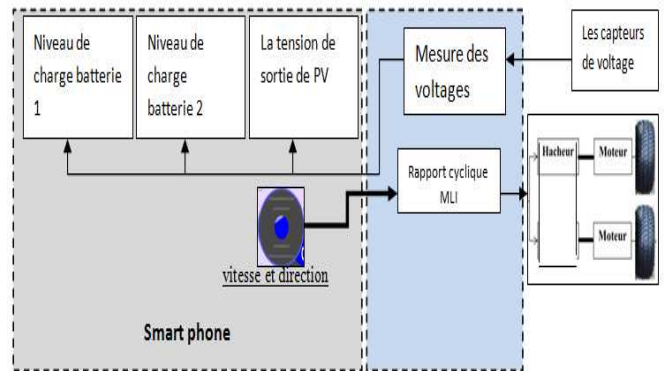 Niveau de
charge batterie
1
Niveau de
charge
batterie 2
La tension de
sortie de PV
Mesure des
voltages
Les capteurs
de voltage
Rapport cyclique
MLI
Hacheur
Moteur
Moteur
vitesse et direction
Smart phone